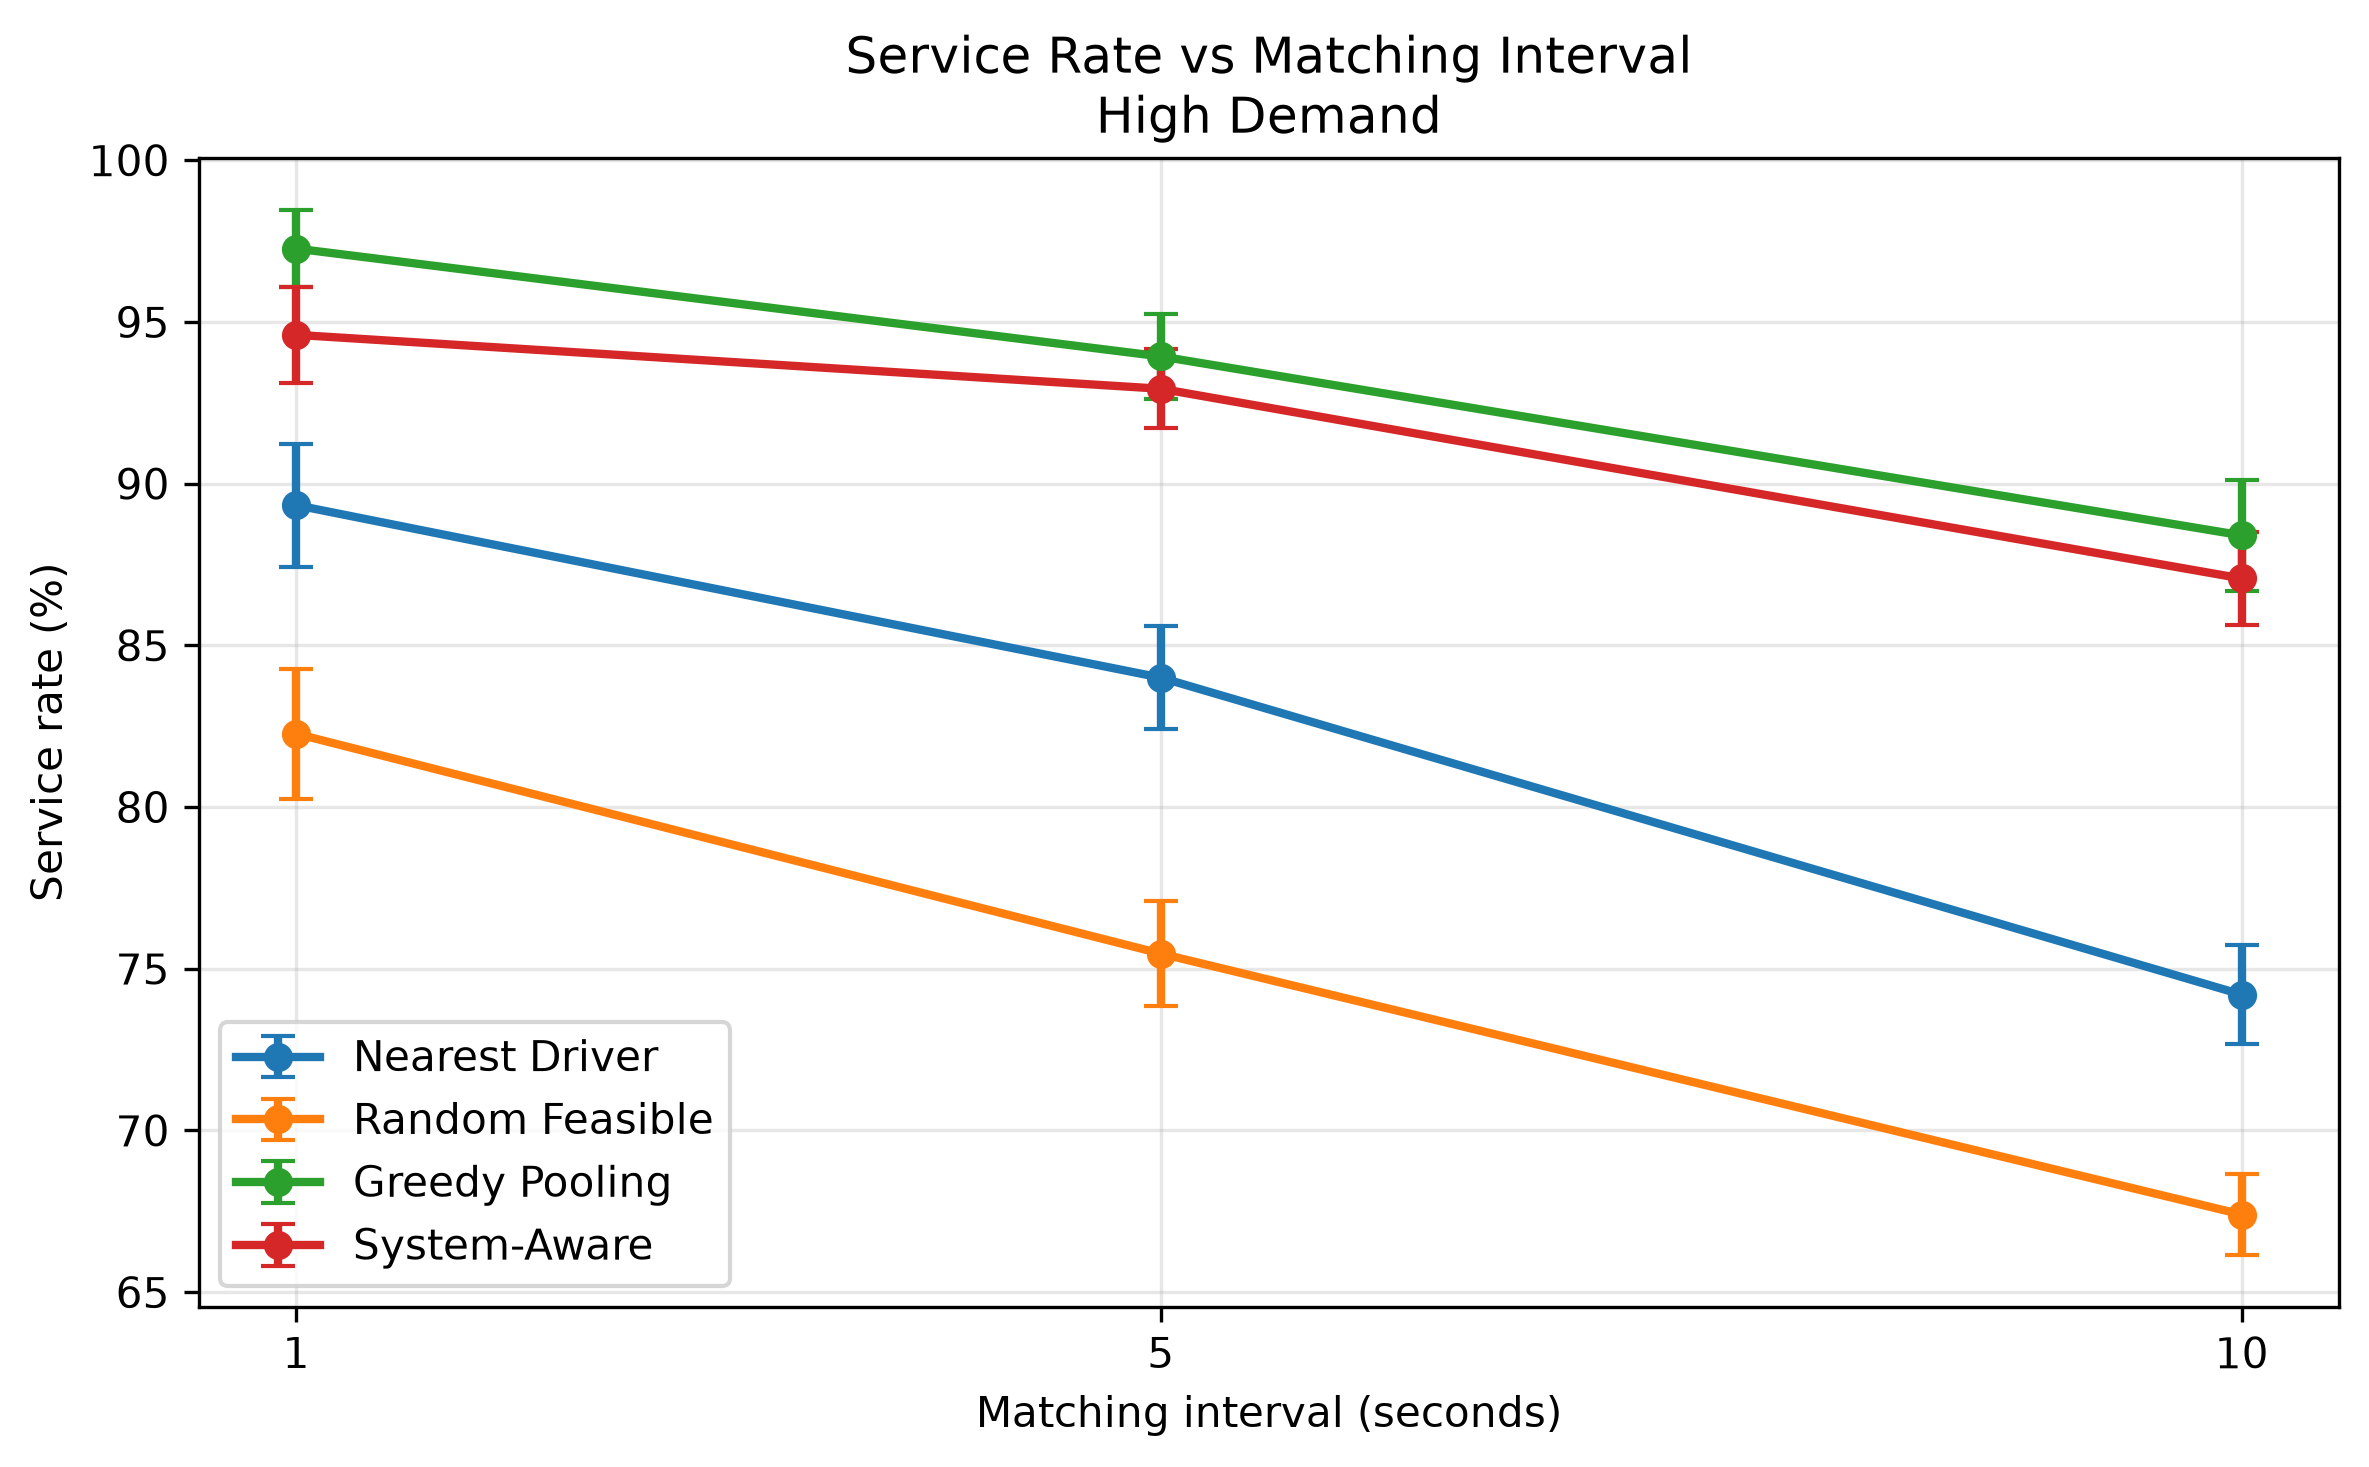 Service Rate vs Matching Interval
High Demand
100
95
90
85
80
75
70
65
Service rate (%)
Nearest Driver
Random Feasible
Greedy Pooling
System-Aware
1 5 10
Matching interval (seconds)